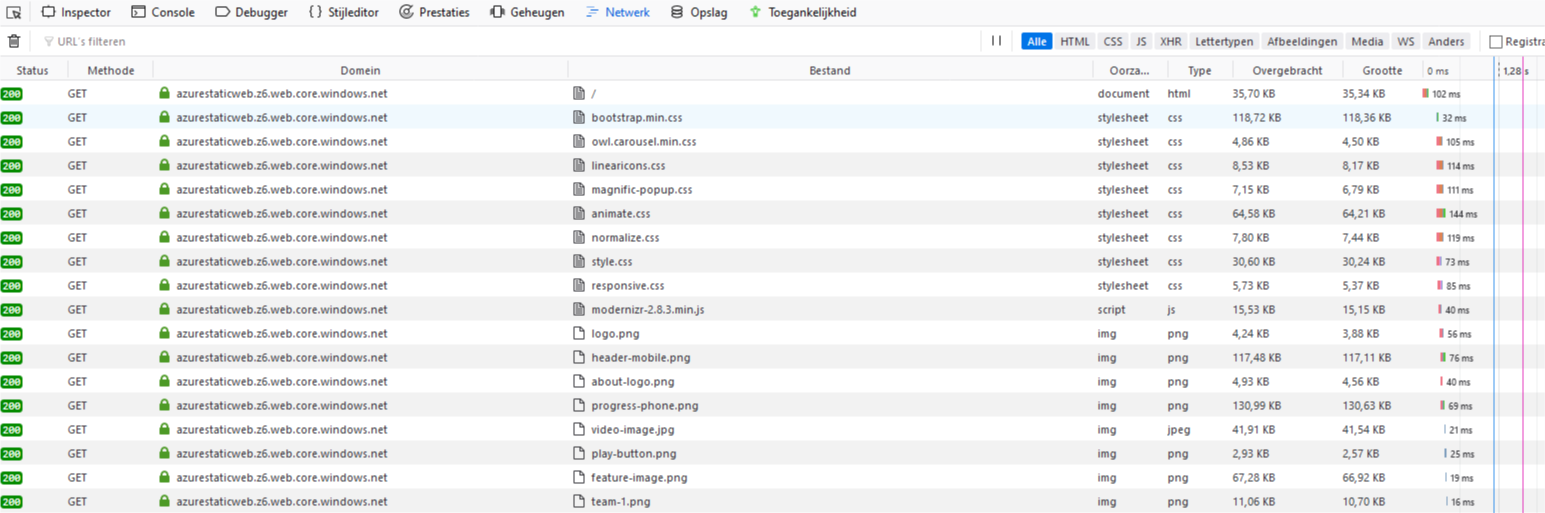 Inspector Console Debugger {} Stijleditor Prestaties Geheugen Netwerk Opslag Toegankelijkheid
URL's filteren Alle HTML CSS JS XHR Lettertypen Afbeeldingen Media WS Anders Registra
Status Methode Domein Bestand Oorza... Type Overgebracht Grootte 0 ms 1,28 s
200 GET azurestaticweb.z6.web.core.windows.net / document html 35,70 KB 35,34 KB 102 ms
200 GET azurestaticweb.z6.web.core.windows.net bootstrap.min.css stylesheet css 118,72 KB 118,36 KB 32 ms
200 GET azurestaticweb.z6.web.core.windows.net owl.carousel.min.css stylesheet css 4,86 KB 4,50 KB 105 ms
200 GET azurestaticweb.z6.web.core.windows.net linearicons.css stylesheet css 8,53 KB 8,17 KB 114 ms
200 GET azurestaticweb.z6.web.core.windows.net magnific-popup.css stylesheet css 7,15 KB 6,79 KB 111 ms
200 GET azurestaticweb.z6.web.core.windows.net animate.css stylesheet css 64,58 KB 64,21 KB 144 ms
200 GET azurestaticweb.z6.web.core.windows.net normalize.css stylesheet css 7,80 KB 7,44 KB 119 ms
200 GET azurestaticweb.z6.web.core.windows.net style.css stylesheet css 30,60 KB 30,24 KB 73 ms
200 GET azurestaticweb.z6.web.core.windows.net responsive.css stylesheet css 5,73 KB 5,37 KB 85 ms
200 GET azurestaticweb.z6.web.core.windows.net modernizr-2.8.3.min.js script js 15,53 KB 15,15 KB 40 ms
200 GET azurestaticweb.z6.web.core.windows.net logo.png img png 4,24 KB 3,88 KB 56 ms
200 GET azurestaticweb.z6.web.core.windows.net header-mobile.png img png 117,48 KB 117,11 KB 76 ms
200 GET azurestaticweb.z6.web.core.windows.net about-logo.png img png 4,93 KB 4,56 KB 40 ms
200 GET azurestaticweb.z6.web.core.windows.net progress-phone.png img png 130,99 KB 130,63 KB 69 ms
200 GET azurestaticweb.z6.web.core.windows.net video-image.jpg img jpeg 41,91 KB 41,54 KB 21 ms
200 GET azurestaticweb.z6.web.core.windows.net play-button.png img png 2,93 KB 2,57 KB 25 ms
200 GET azurestaticweb.z6.web.core.windows.net feature-image.png img png 67,28 KB 66,92 KB 19 ms
200 GET azurestaticweb.z6.web.core.windows.net team-1.png img png 11,06 KB 10,70 KB 16 ms